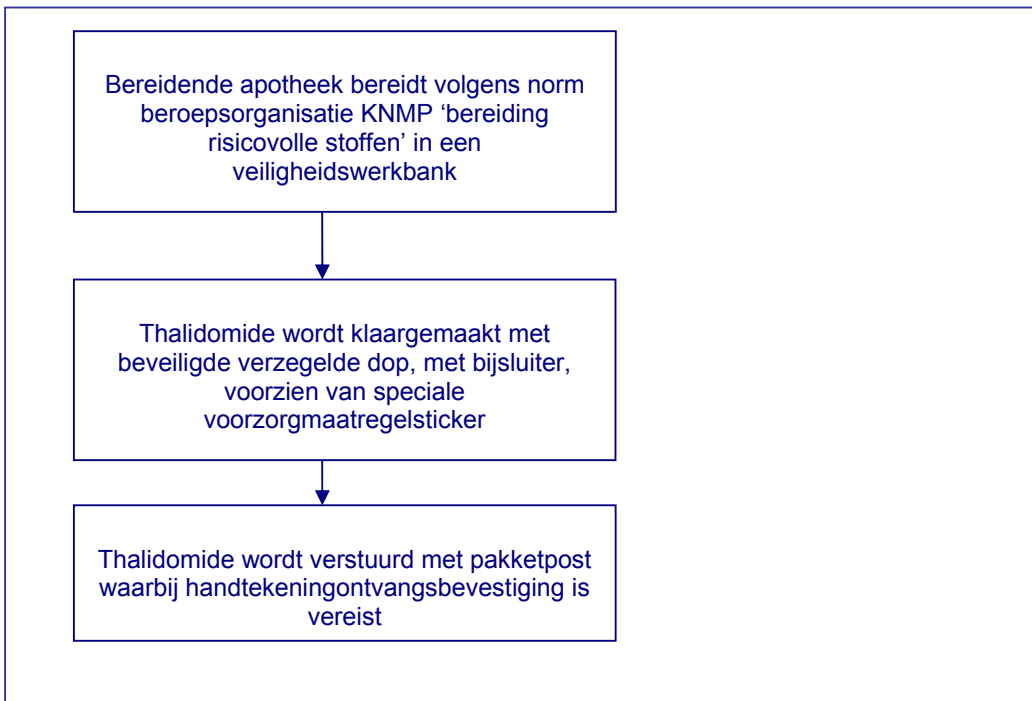 Bereidende apotheek bereidt volgens norm
beroepsorganisatie KNMP ‘bereiding
risicovolle stoffen’ in een
veiligheidswerkbank
Thalidomide wordt klaargemaakt met
beveiligde verzegelde dop, met bijsluiter,
voorzien van speciale
voorzorgmaatregelsticker
Thalidomide wordt verstuurd met pakketpost
waarbij handtekeningontvangsbevestiging is
vereist